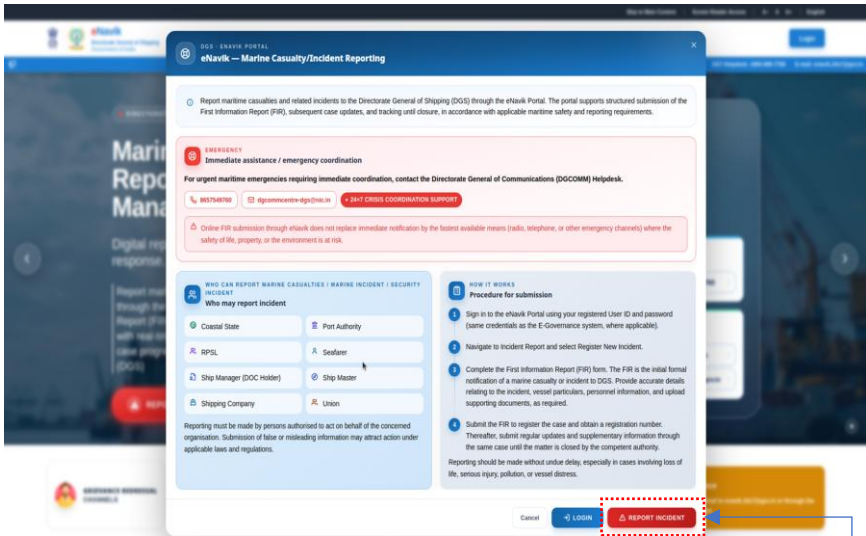 eNavik
Login
DGS · ENAVIK PORTAL
eNavik — Marine Casualty/Incident Reporting
Report maritime casualties and related incidents to the Directorate General of Shipping (DGS) through the eNavik Portal. The portal supports structured submission of the
First Information Report (FIR), subsequent case updates, and tracking until closure, in accordance with applicable maritime safety and reporting requirements.
EMERGENCY
Immediate assistance / emergency coordination
For urgent maritime emergencies requiring immediate coordination, contact the Directorate General of Communications (DGCOMM) Helpdesk.
8657549760
dgcommcentre-dgs@nic.in
24×7 CRISIS COORDINATION SUPPORT
Online FIR submission through eNavik does not replace immediate notification by the fastest available means (radio, telephone, or other emergency channels) where the
safety of life, property, or the environment is at risk.
WHO CAN REPORT MARINE CASUALTIES / MARINE INCIDENT / SECURITY
INCIDENT
Who may report incident
Coastal State
Port Authority
RPSL
Seafarer
Ship Manager (DOC Holder)
Ship Master
Shipping Company
Union
Reporting must be made by persons authorised to act on behalf of the concerned
organisation. Submission of false or misleading information may attract action under
applicable laws and regulations.
HOW IT WORKS
Procedure for submission
1 Sign in to the eNavik Portal using your registered User ID and password
(same credentials as the E-Governance system, where applicable).
2 Navigate to Incident Report and select Register New Incident.
3 Complete the First Information Report (FIR) form. The FIR is the initial formal
notification of a marine casualty or incident to DGS. Provide accurate details
relating to the incident, vessel particulars, personnel information, and upload
supporting documents, as required.
4 Submit the FIR to register the case and obtain a registration number.
Thereafter, submit regular updates and supplementary information through
the same case until the matter is closed by the competent authority.
Reporting should be made without undue delay, especially in cases involving loss of
life, serious injury, pollution, or vessel distress.
Cancel
LOGIN
REPORT INCIDENT